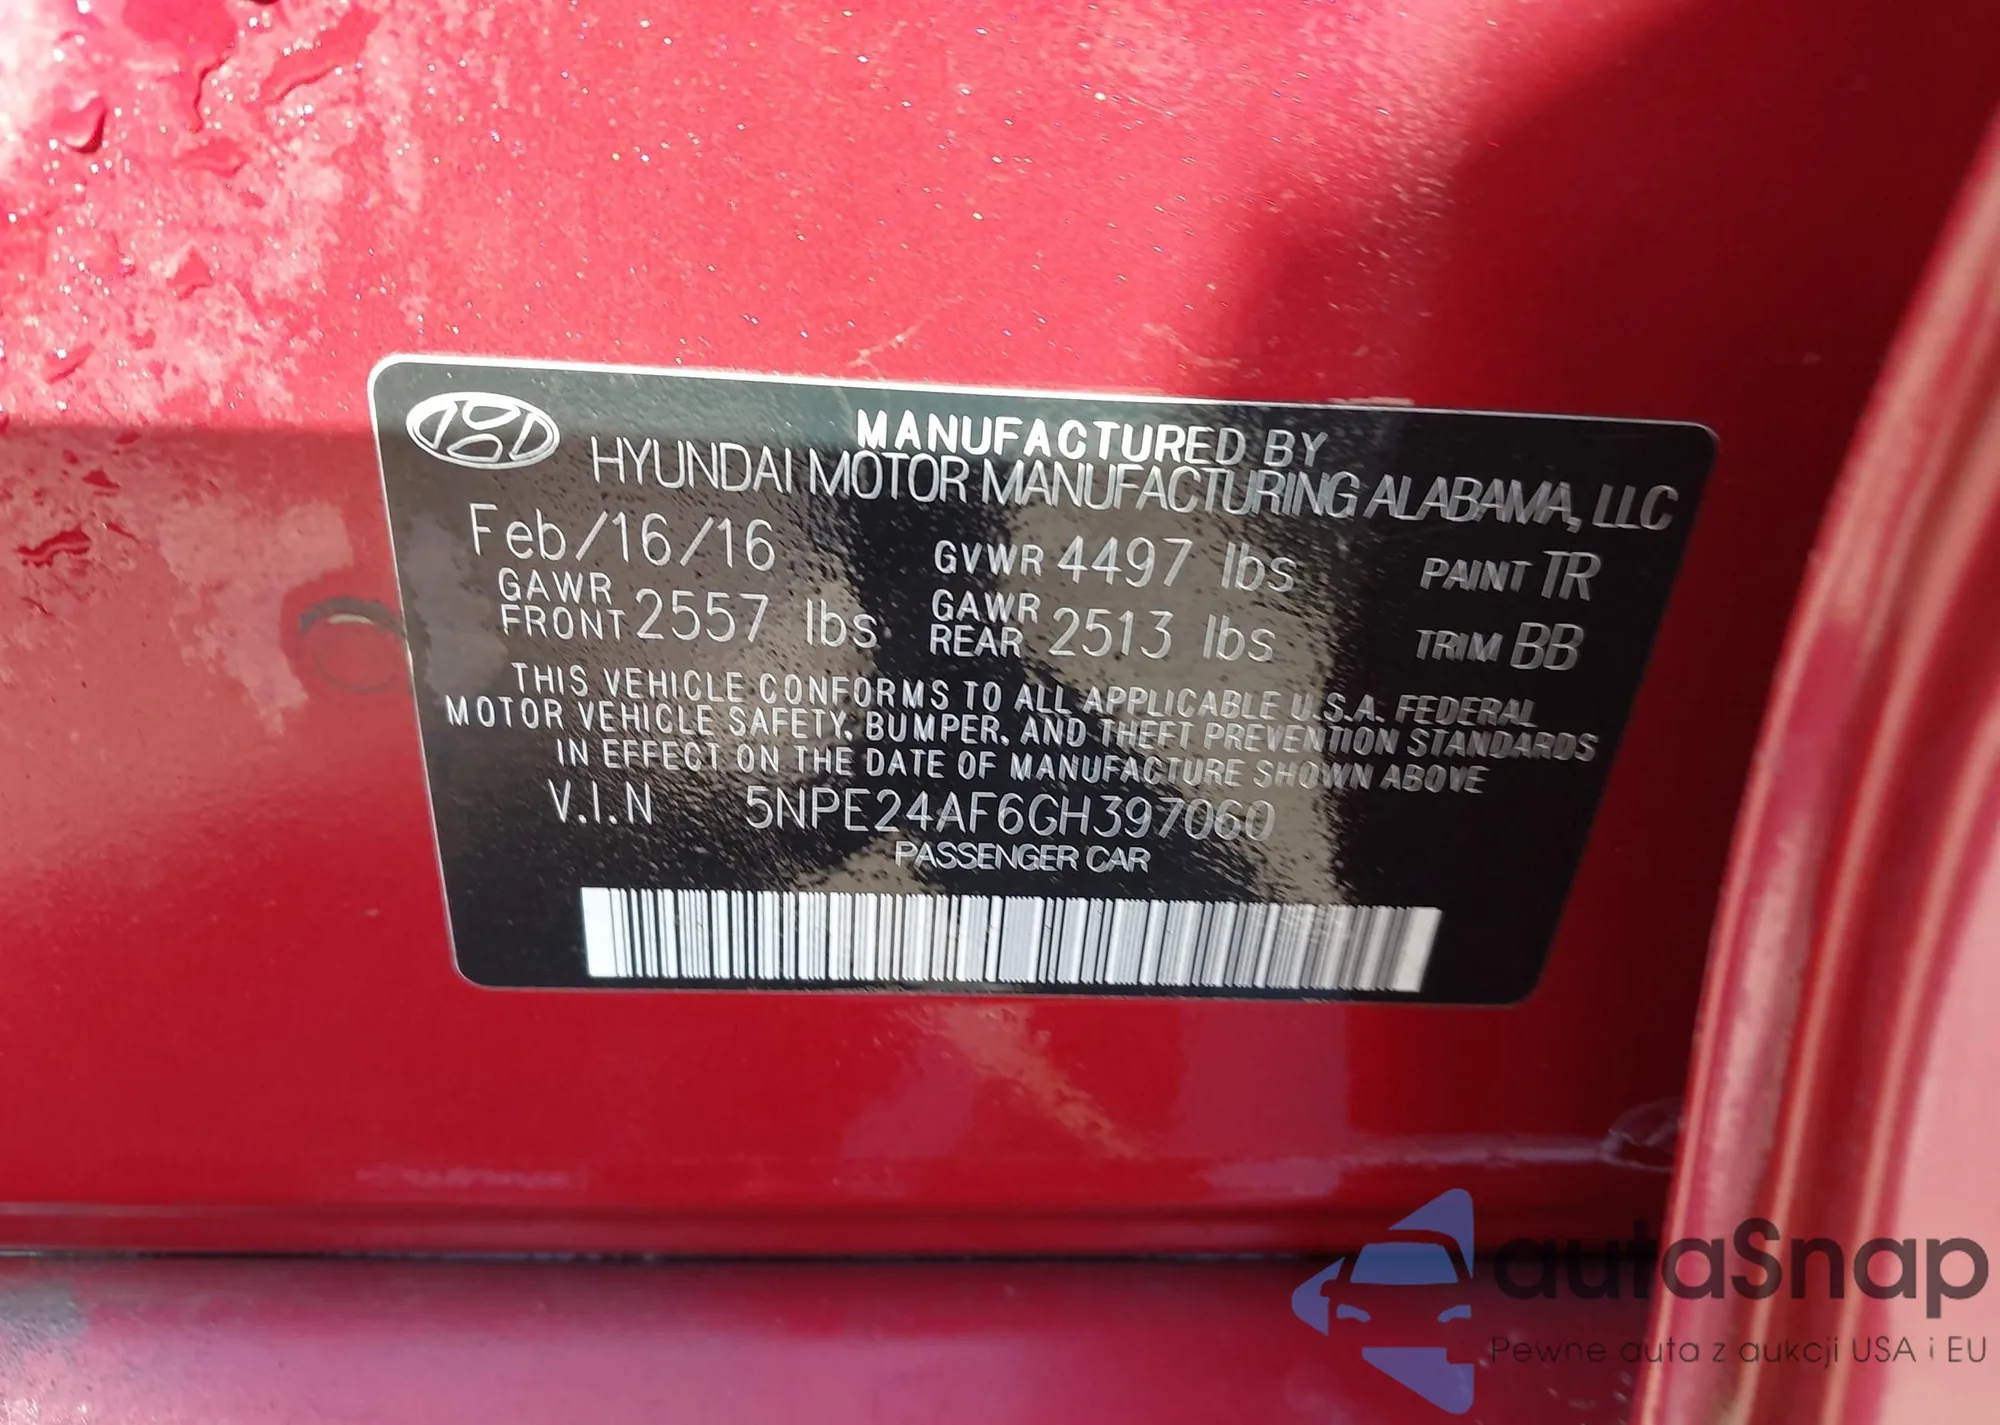 MANUFACTURED BY
HYUNDAI MOTOR MANUFACTURING ALABAMA, LLC
Feb/16/16 GVWR 4497 lbs PAINT TR
GAWR FRONT 2557 lbs GAWR REAR 2513 lbs TRIM BB
THIS VEHICLE CONFORMS TO ALL APPLICABLE U.S.A. FEDERAL
MOTOR VEHICLE SAFETY, BUMPER, AND THEFT PREVENTION STANDARDS
IN EFFECT ON THE DATE OF MANUFACTURE SHOWN ABOVE
V.I.N 5NPE24AF6GH397060
PASSENGER CAR
autaSnap
Pewne auta z aukcji USA i EU